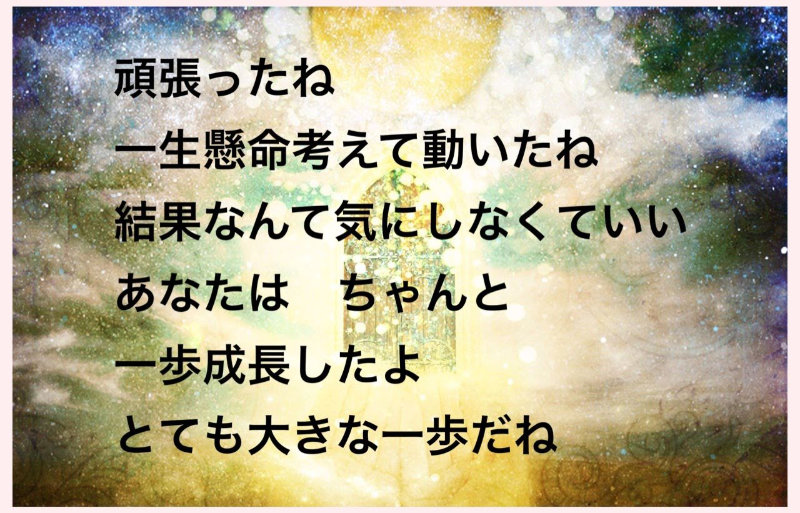 頑張ったね
一生懸命考えて動いたね
結果なんて気にしなくていい
あなたは　ちゃんと
一歩成長したよ
とても大きな一歩だね